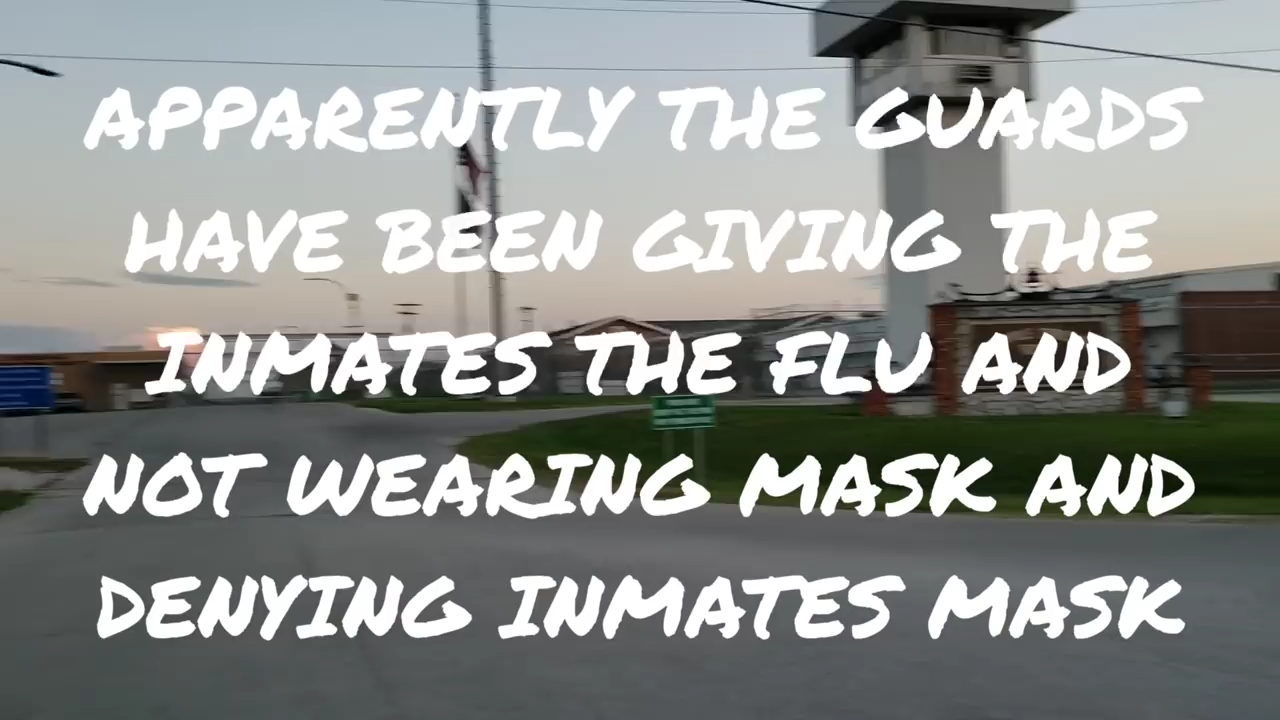 APPARENTLY THE GUARDS
HAVE BEEN GIVING THE
INMATES THE FLU AND
NOT WEARING MASK AND
DENYING INMATES MASK